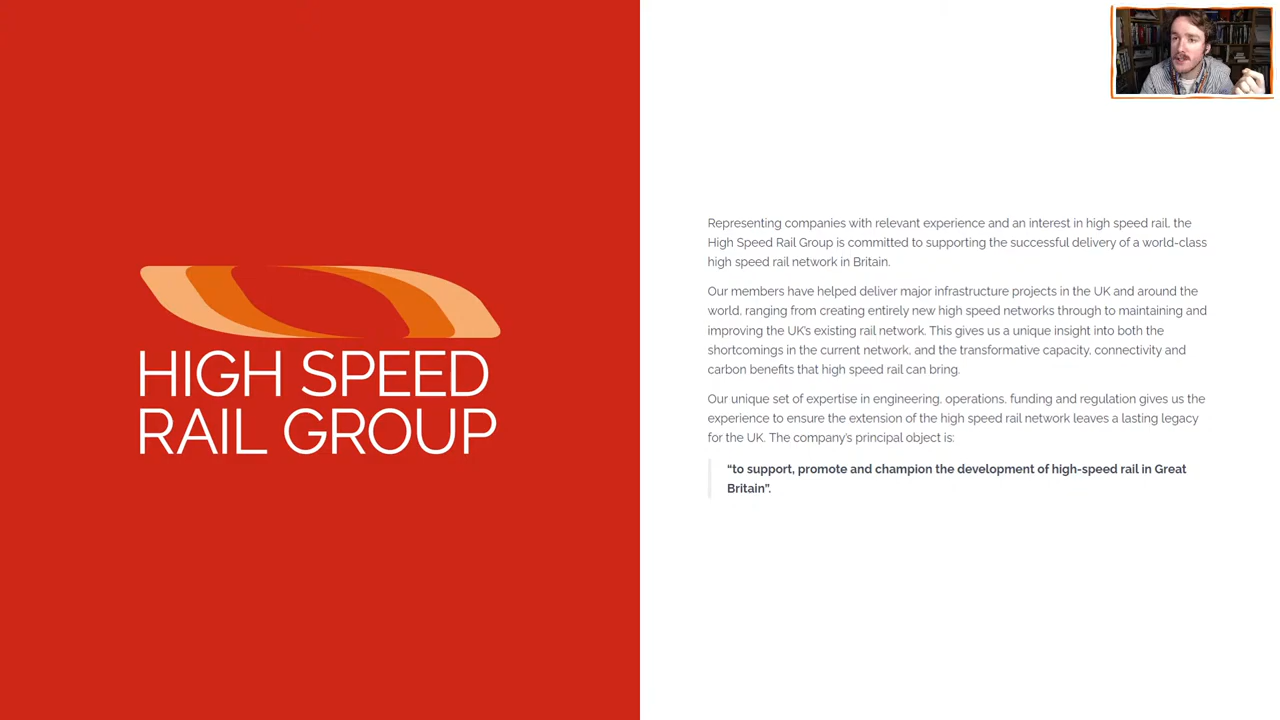 HIGH SPEED
RAIL GROUP
Representing companies with relevant experience and an interest in high speed rail, the
High Speed Rail Group is committed to supporting the successful delivery of a world-class
high speed rail network in Britain.
Our members have helped deliver major infrastructure projects in the UK and around the
world, ranging from creating entirely new high speed networks through to maintaining and
improving the UK's existing rail network. This gives us a unique insight into both the
shortcomings in the current network, and the transformative capacity, connectivity and
carbon benefits that high speed rail can bring.
Our unique set of expertise in engineering, operations, funding and regulation gives us the
experience to ensure the extension of the high speed rail network leaves a lasting legacy
for the UK. The company's principal object is:
“to support, promote and champion the development of high-speed rail in Great
Britain”.